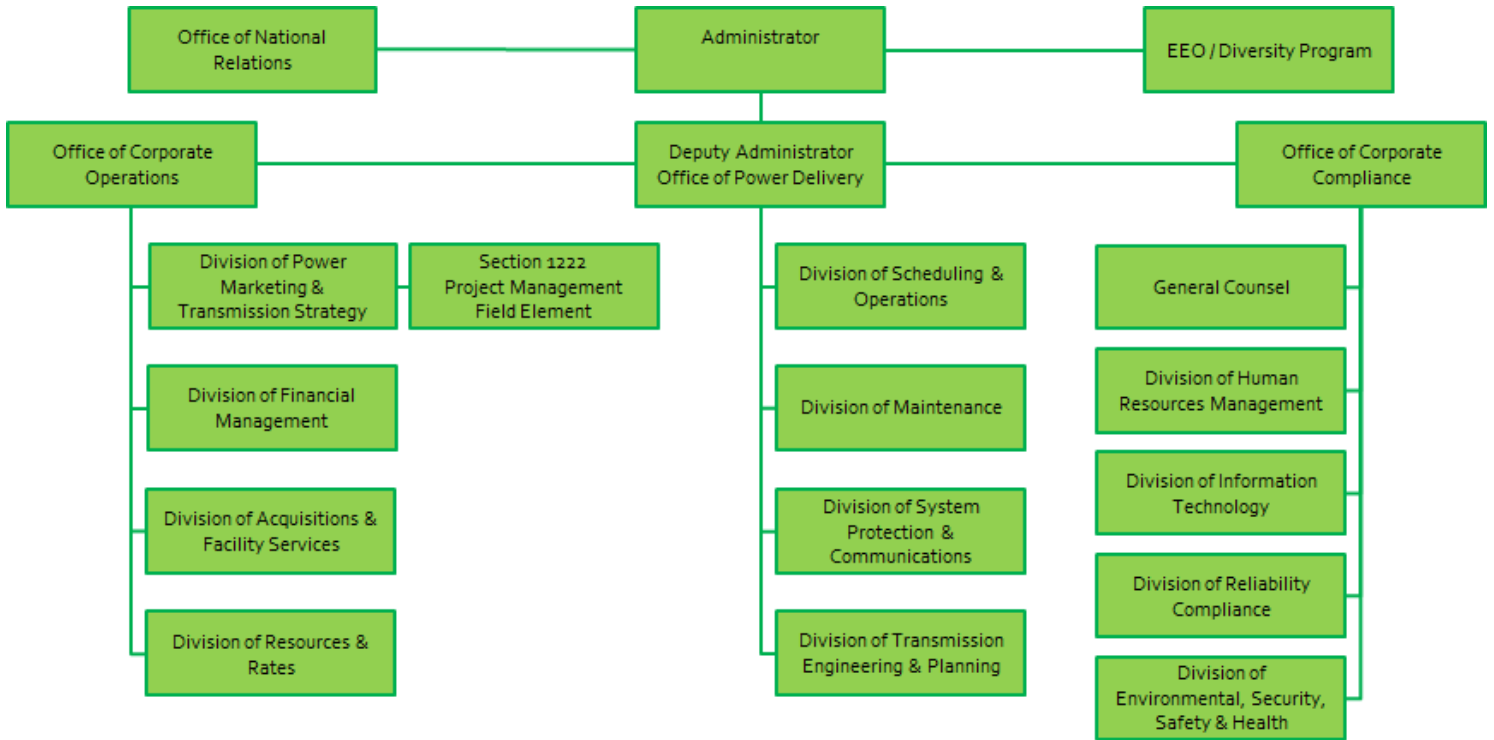 Office of National
Relations
Administrator
EEO / Diversity Program
Office of Corporate
Operations
Deputy Administrator
Office of Power Delivery
Office of Corporate
Compliance
Division of Power
Marketing &
Transmission Strategy
Section 1222
Project Management
Field Element
Division of Scheduling &
Operations
General Counsel
Division of Financial
Management
Division of Maintenance
Division of Human
Resources Management
Division of Acquisitions &
Facility Services
Division of System
Protection &
Communications
Division of Information
Technology
Division of Reliability
Compliance
Division of Resources &
Rates
Division of Transmission
Engineering & Planning
Division of
Environmental, Security,
Safety & Health